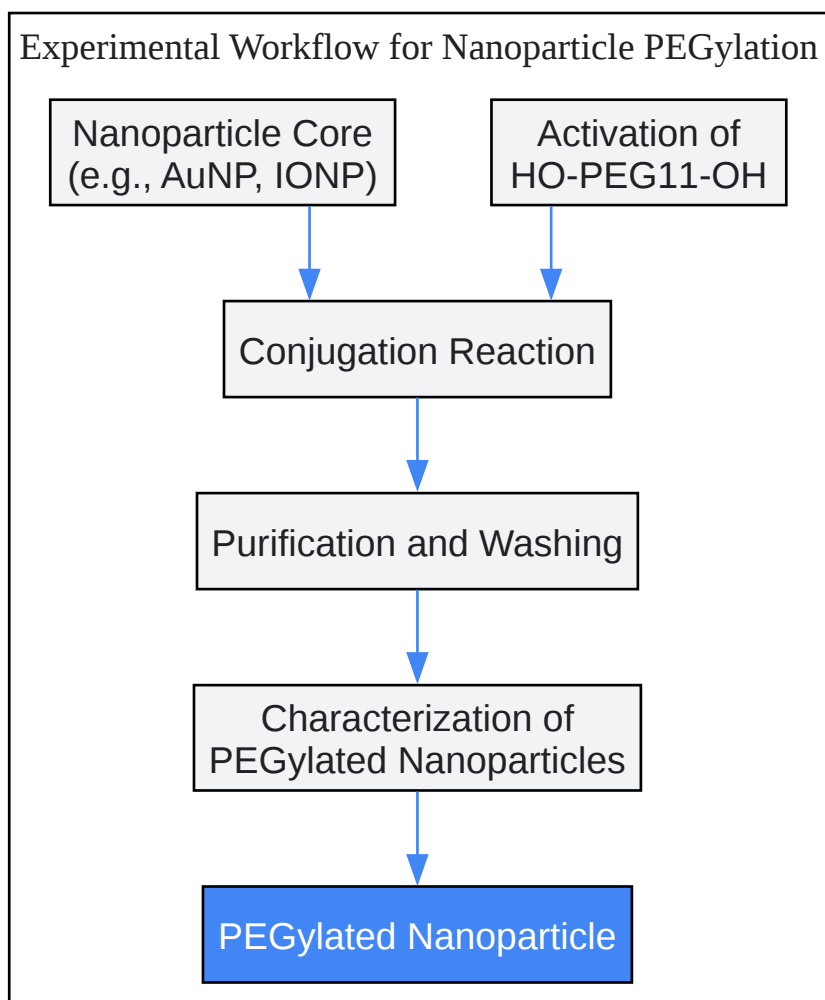 Experimental Workflow for Nanoparticle PEGylation
Nanoparticle Core
(e.g., AuNP, IONP)
Activation of
HO-PEG11-OH
Conjugation Reaction
Purification and Washing
Characterization of
PEGylated Nanoparticles
PEGylated Nanoparticle